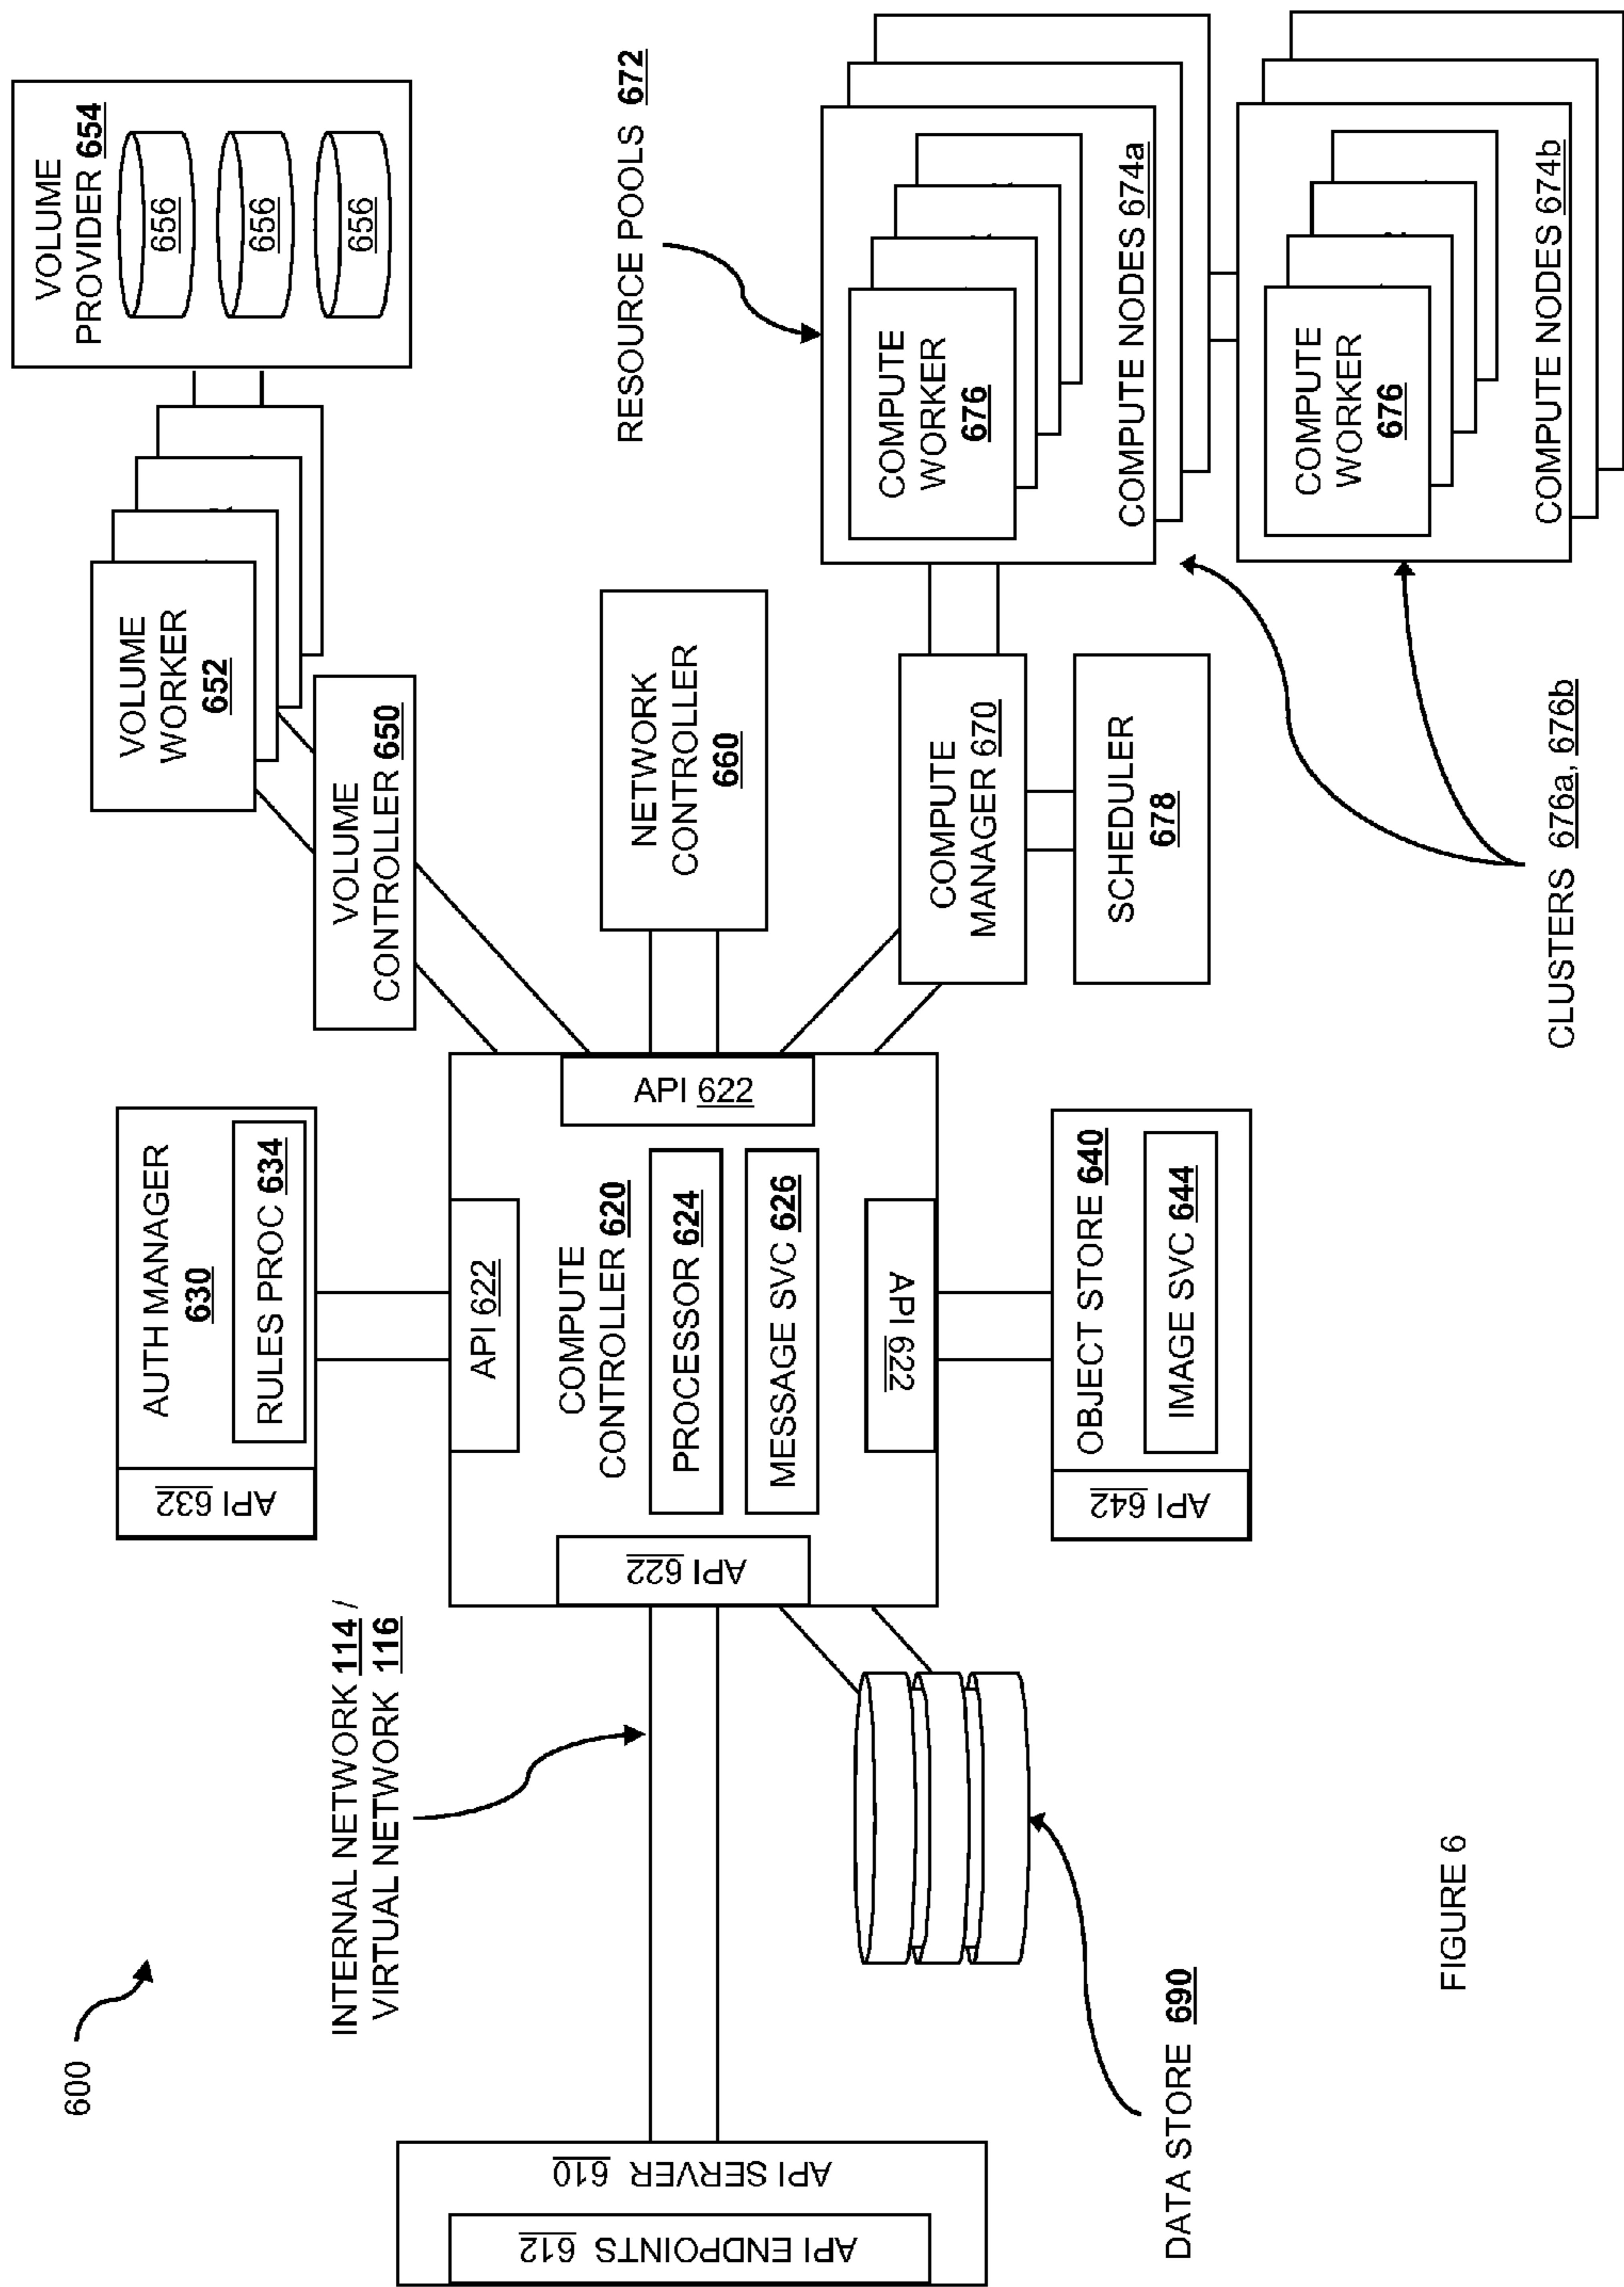 600
INTERNAL NETWORK 114 /
VIRTUAL NETWORK 116
API SERVER 610
API ENDPOINTS 612
DATA STORE 690
AUTH MANAGER
630
RULES PROC 634
API 632
API 622
API 622
API 622
API 622
COMPUTE
CONTROLLER 620
PROCESSOR 624
MESSAGE SVC 626
OBJECT STORE 640
IMAGE SVC 644
API 642
VOLUME
CONTROLLER 650
VOLUME
WORKER
652
VOLUME
PROVIDER 654
656
656
656
NETWORK
CONTROLLER
660
COMPUTE
MANAGER 670
SCHEDULER
678
RESOURCE POOLS 672
COMPUTE
WORKER
676
COMPUTE NODES 674a
COMPUTE
WORKER
676
COMPUTE NODES 674b
CLUSTERS 676a, 676b
FIGURE 6